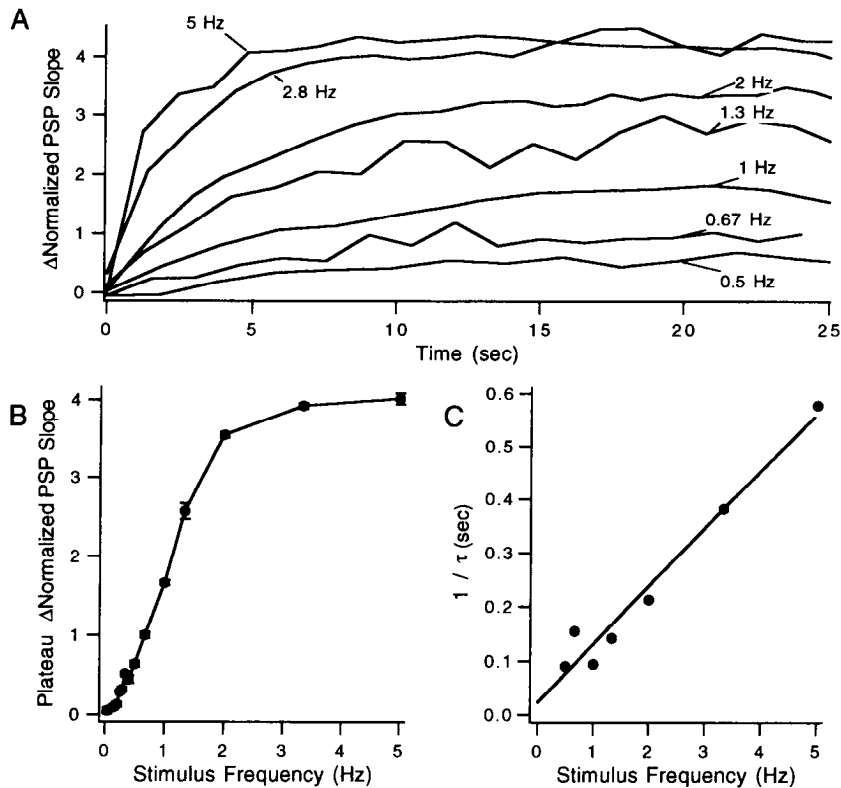 A
ΔNormalized PSP Slope
4
3
2
1
0
5 Hz
2.8 Hz
2 Hz
1.3 Hz
1 Hz
0.67 Hz
0.5 Hz
0 5 10 15 20 25
Time (sec)
B
Plateau ΔNormalized PSP Slope
4
3
2
1
0
0 1 2 3 4 5
Stimulus Frequency (Hz)
C
1 / τ (sec)
0.6
0.5
0.4
0.3
0.2
0.1
0.0
0 1 2 3 4 5
Stimulus Frequency (Hz)